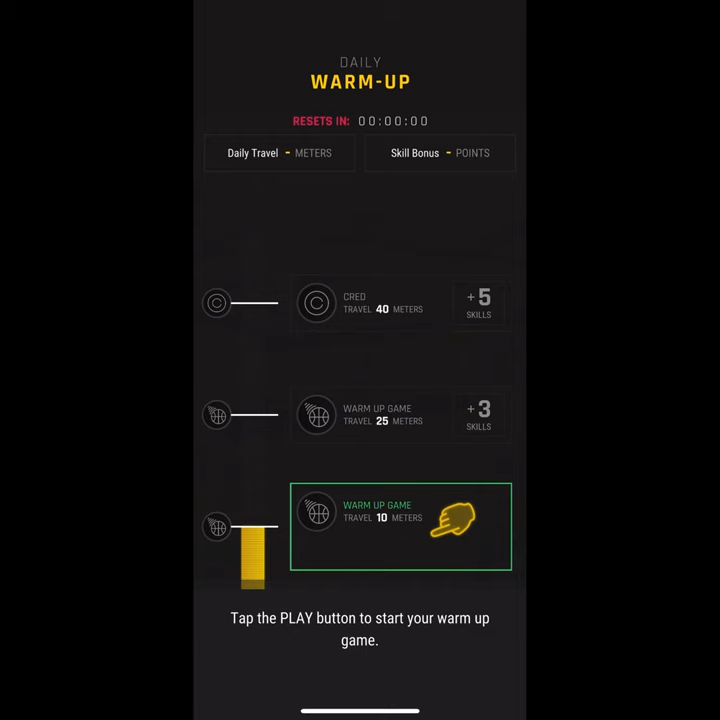 DAILY
WARM-UP
RESETS IN: 00:00:00
Daily Travel - METERS
Skill Bonus - POINTS
CRED
TRAVEL 40 METERS
+5
SKILLS
WARM UP GAME
TRAVEL 25 METERS
+3
SKILLS
WARM UP GAME
TRAVEL 10 METERS
Tap the PLAY button to start your warm up
game.